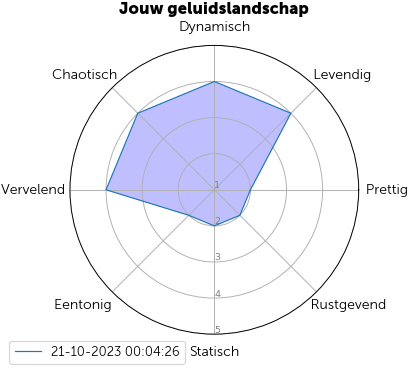 Jouw geluidslandschap
Dynamisch
Chaotisch
Levendig
Vervelend
1
Prettig
2
3
4
Eentonig
Rustgevend
5
21-10-2023 00:04:26
Statisch